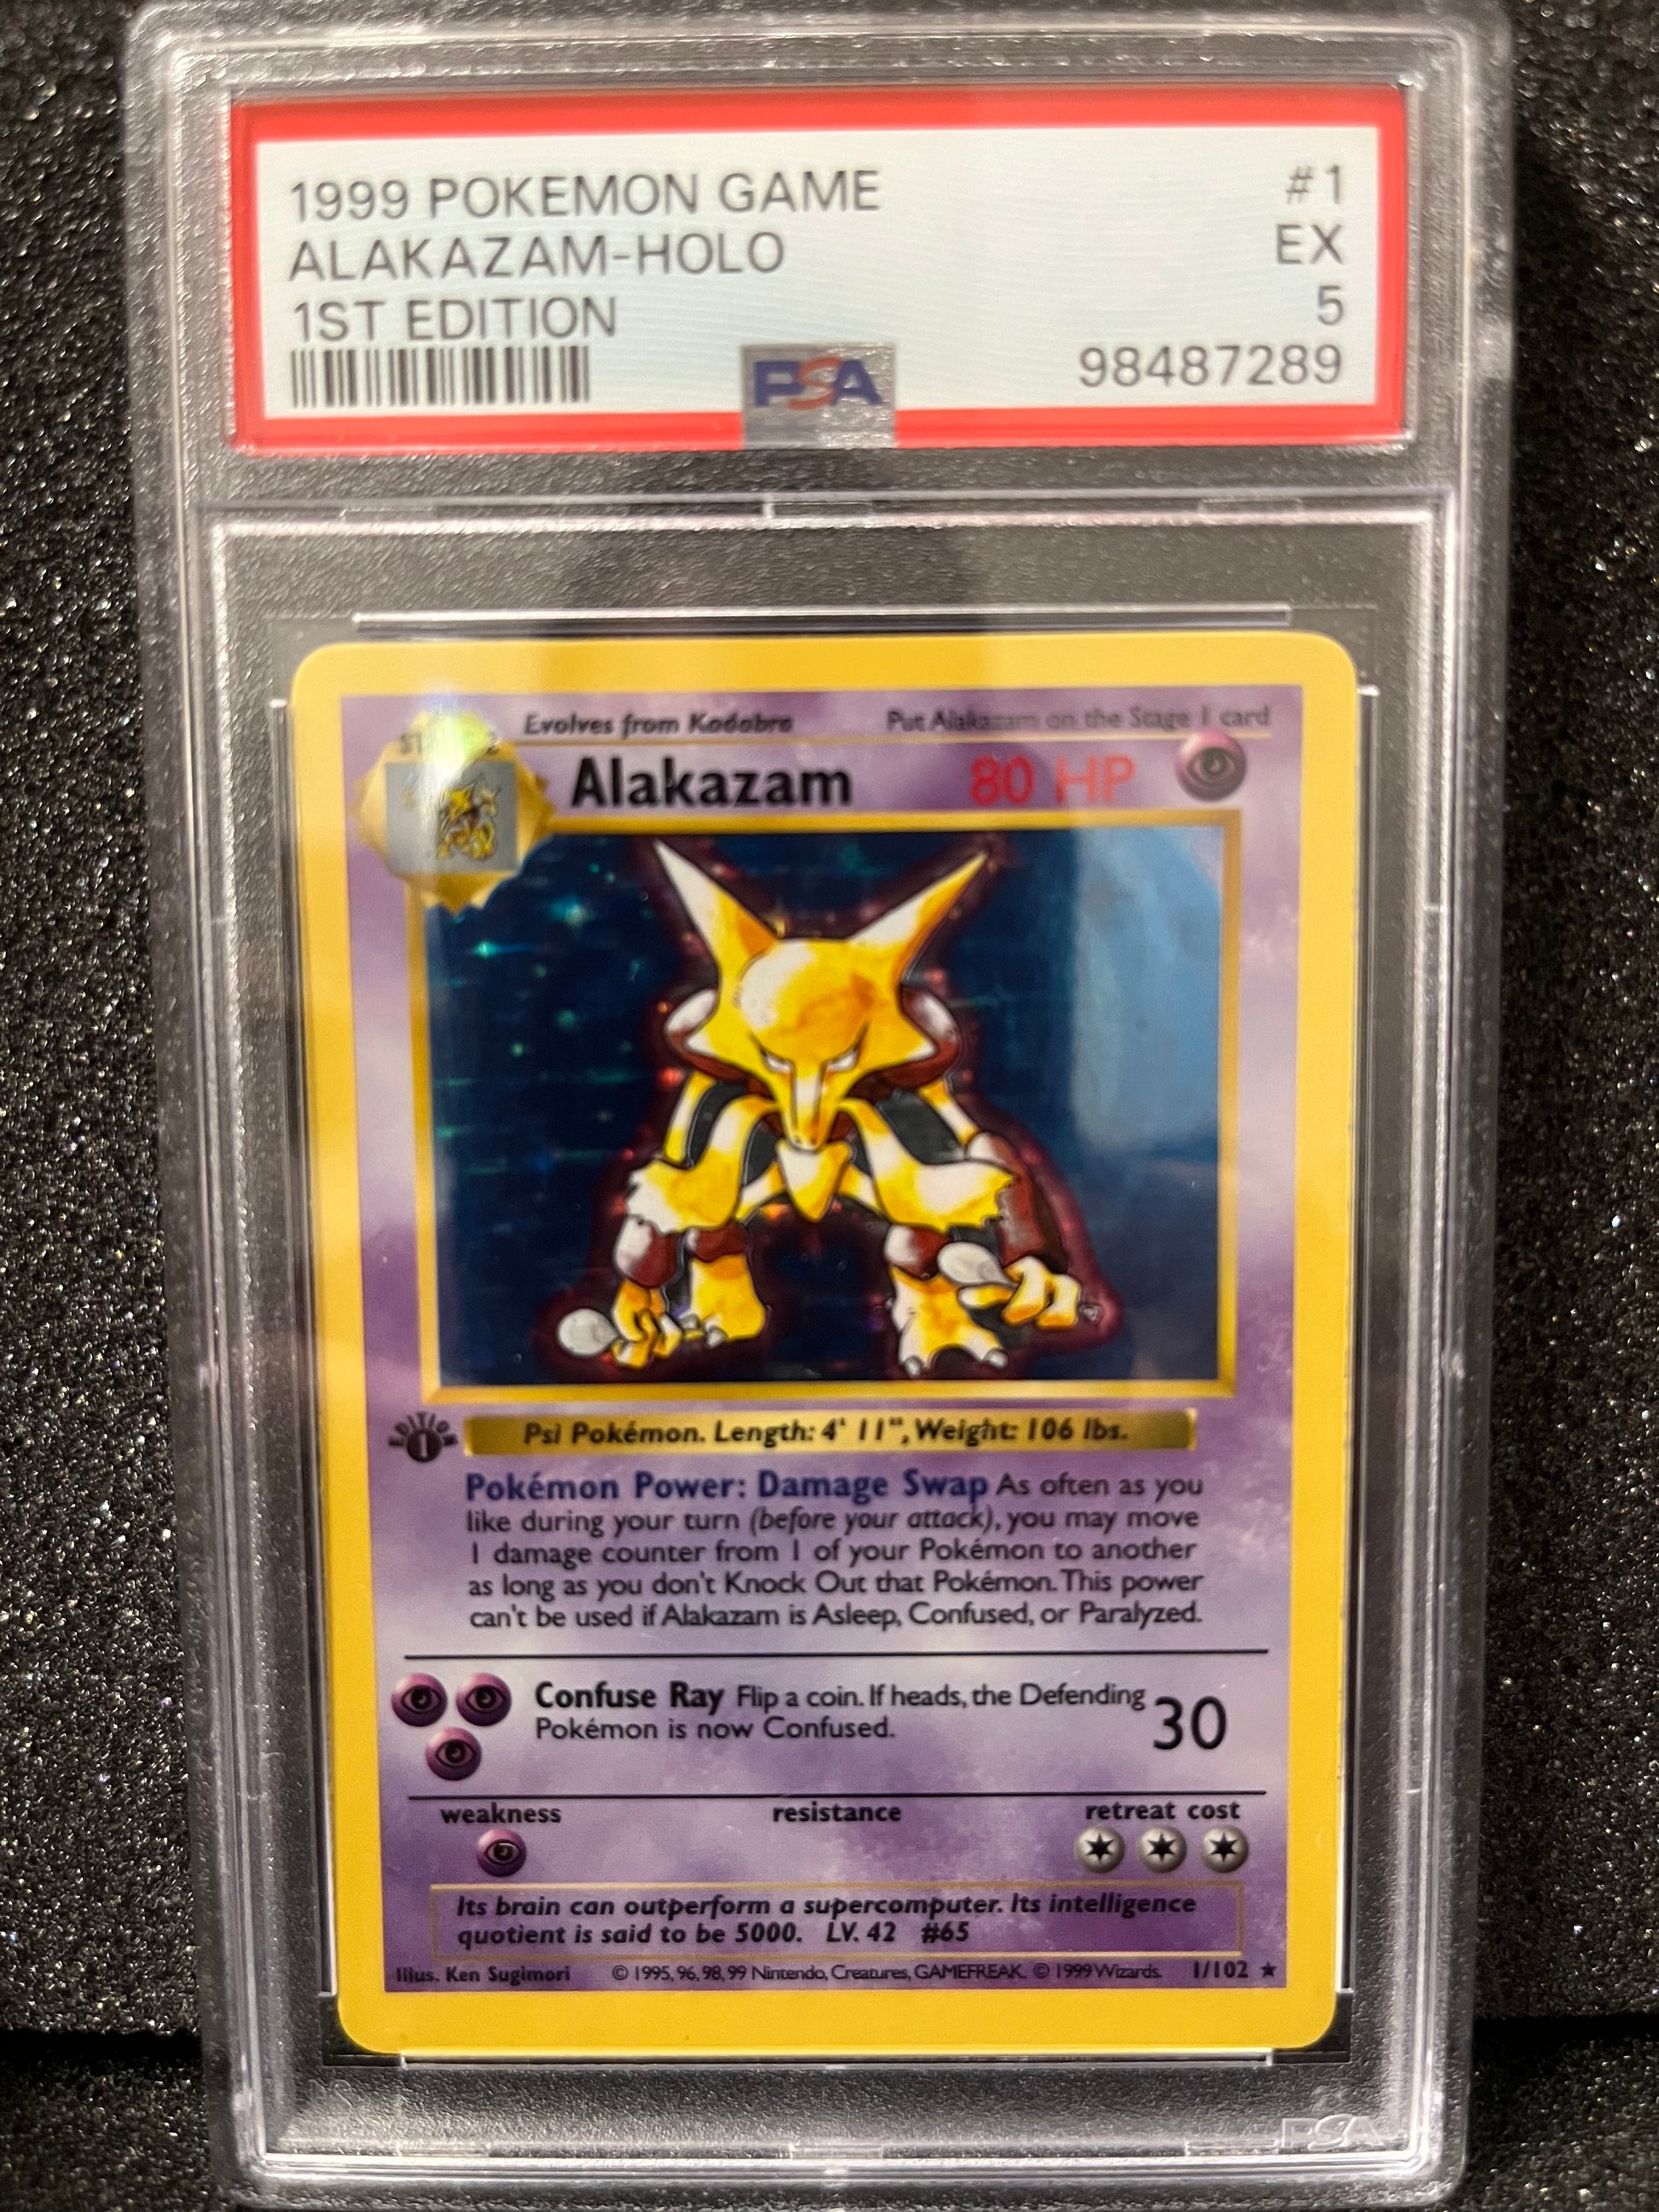 1999 POKEMON GAME #1
ALAKAZAM-HOLO EX
1ST EDITION 5
PSA 98487289
Evolves from Kadabra Put Alakazam on the Stage 1 card
Alakazam 80 HP
EDITION
1
Psi Pokémon. Length: 4' 11", Weight: 106 lbs.
Pokémon Power: Damage Swap As often as you
like during your turn (before your attack), you may move
1 damage counter from 1 of your Pokémon to another
as long as you don't Knock Out that Pokémon. This power
can't be used if Alakazam is Asleep, Confused, or Paralyzed.
Confuse Ray Flip a coin. If heads, the Defending
Pokémon is now Confused. 30
weakness resistance retreat cost
Its brain can outperform a supercomputer. Its intelligence
quotient is said to be 5000. LV. 42 #65
Illus. Ken Sugimori © 1995, 96, 98, 99 Nintendo, Creatures, GAMEFREAK. © 1999 Wizards. 1/102 ★
PSA